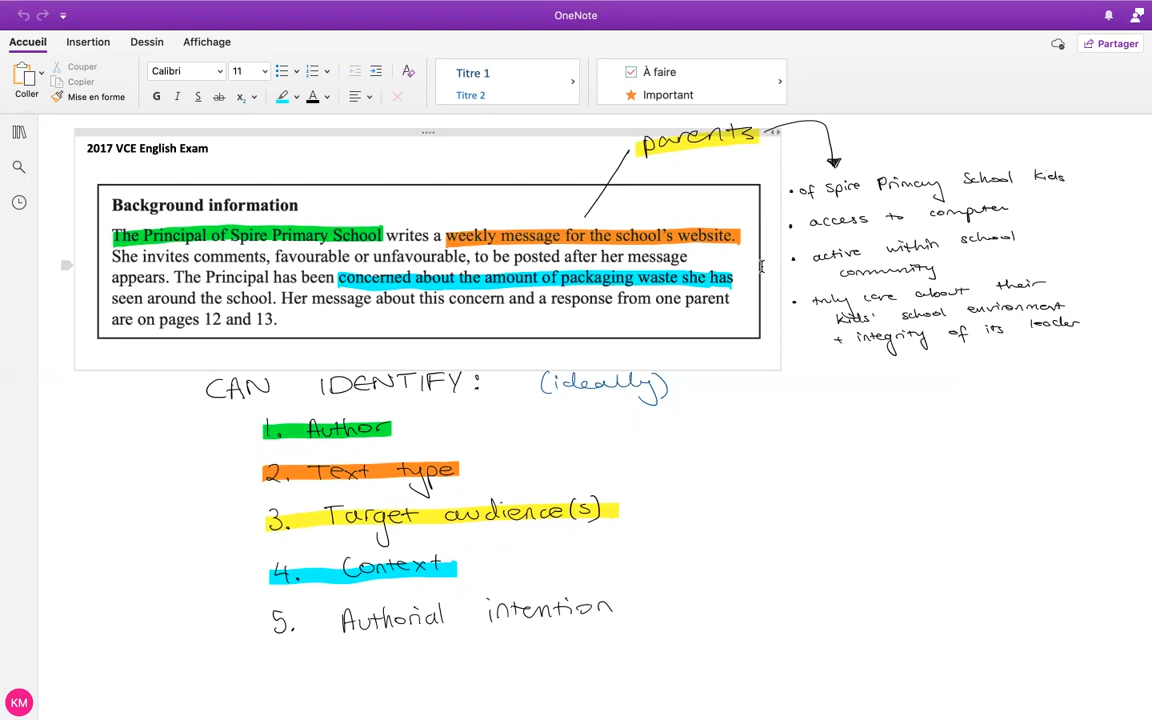 OneNote
Accueil Insertion Dessin Affichage
Partager
Coller
Couper
Copier
Mise en forme
Calibri 11
G I S ab x₂ A
Titre 1
Titre 2
À faire
Important
parents
2017 VCE English Exam
Background information
The Principal of Spire Primary School writes a weekly message for the school's website.
She invites comments, favourable or unfavourable, to be posted after her message
appears. The Principal has been concerned about the amount of packaging waste she has
seen around the school. Her message about this concern and a response from one parent
are on pages 12 and 13.
• of Spire Primary School kids
• access to computer
• active within school
community
• truly care about their
kids' school environment
+ integrity of its leader
CAN IDENTIFY: (ideally)
1. Author
2. Text type
3. Target audience(s)
4. Context
5. Authorial intention
KM